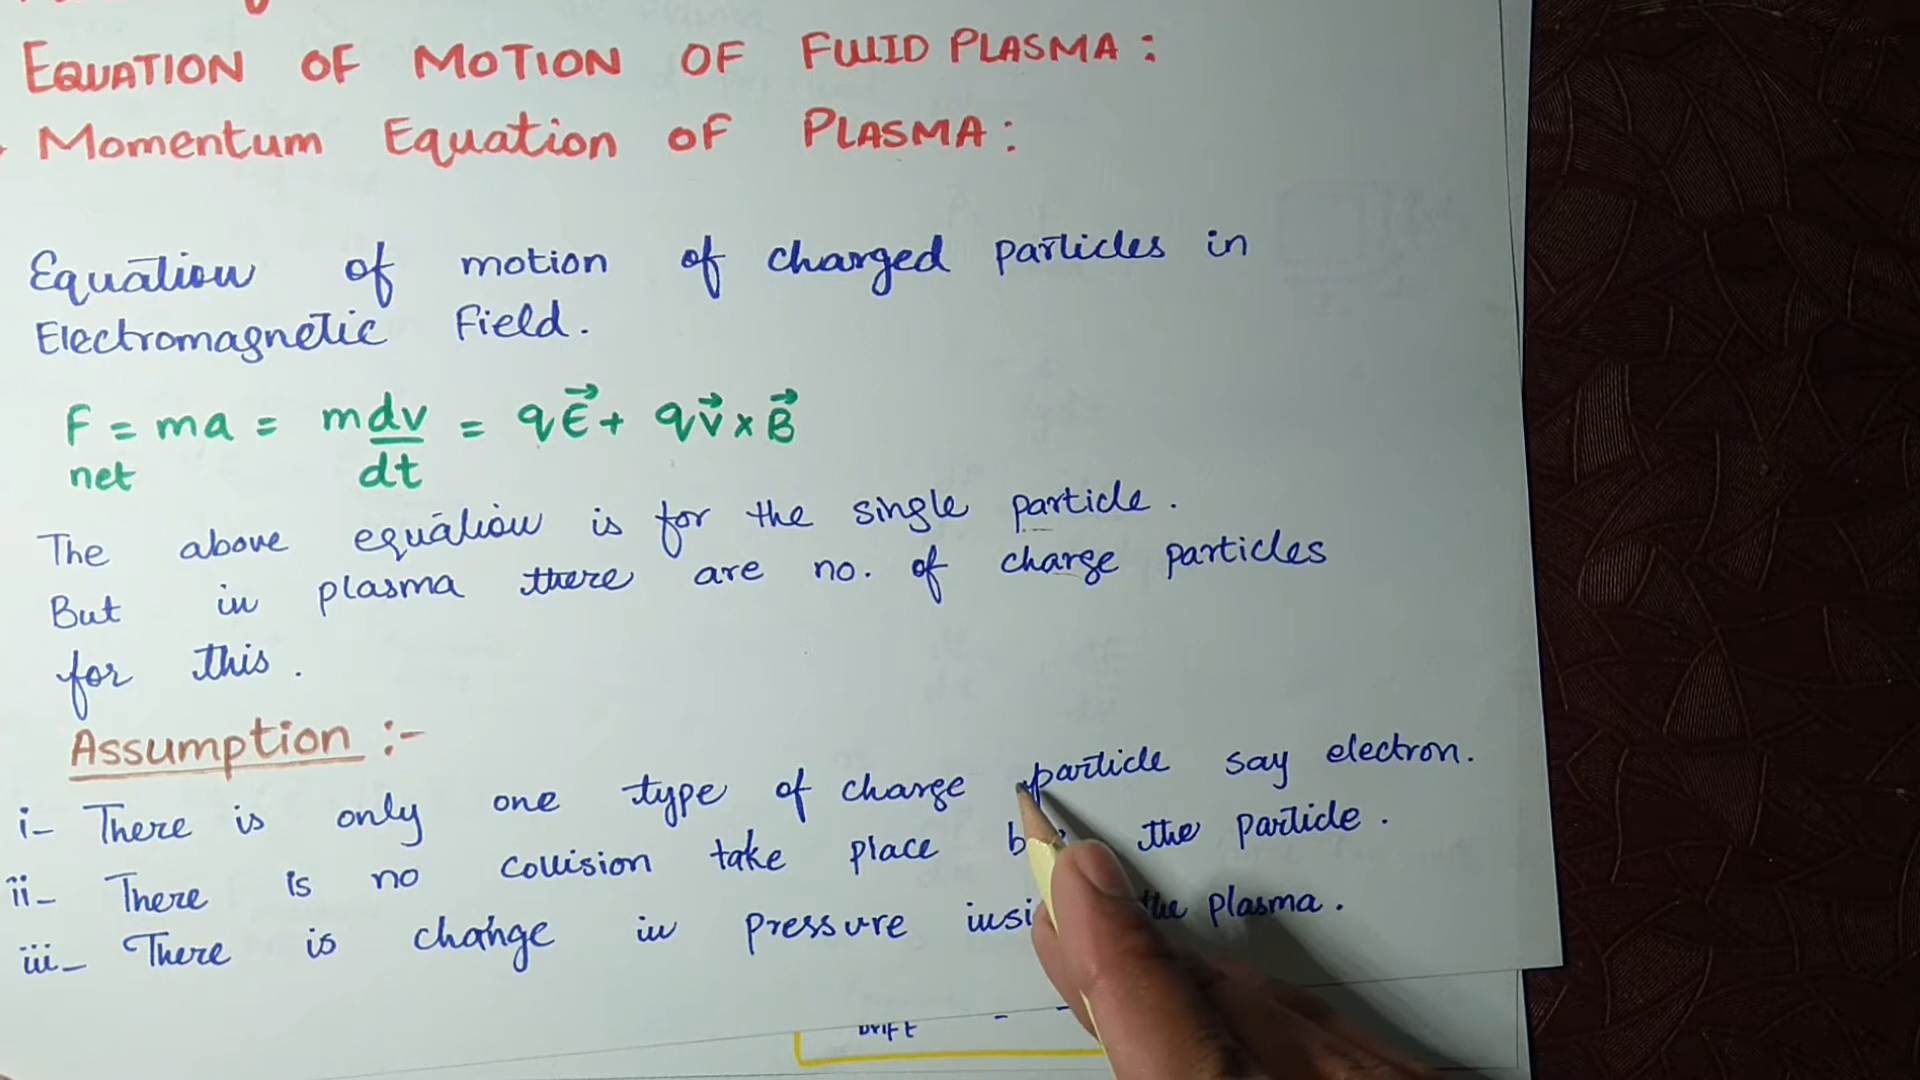 EQUATION OF MOTION OF FLUID PLASMA:
Momentum Equation OF PLASMA:
Equation of motion of charged particles in
Electromagnetic Field.
F = ma = mdv = qE→ + qv→ × B→
net dt
The above equation is for the single particle.
But in plasma there are no. of charge particles
for this.
Assumption :-
i- There is only one type of charge particle say electron.
ii- There is no collision take place the particle.
iii- There is change in pressure the plasma.
DRIFT